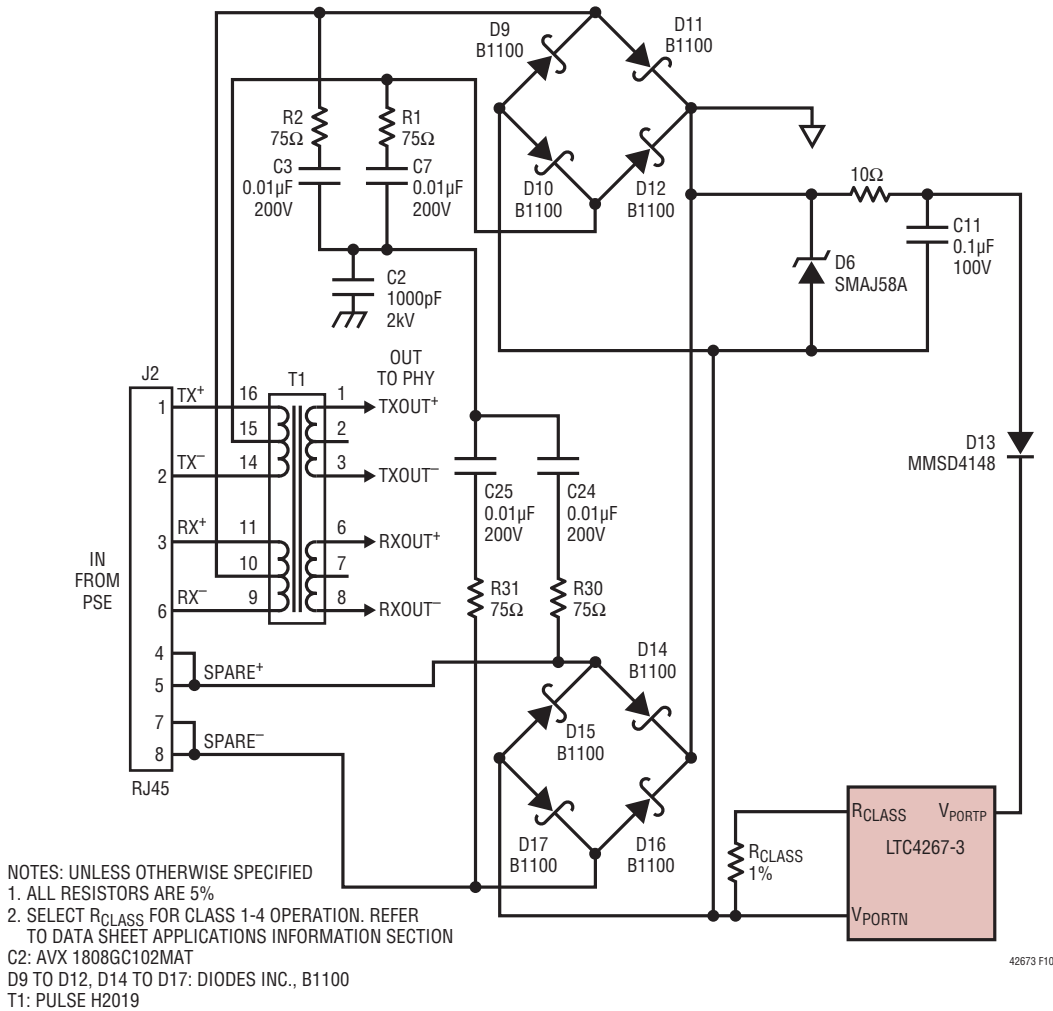 D9
B1100
D11
B1100
R2
75Ω
R1
75Ω
C3
0.01µF
200V
C7
0.01µF
200V
D10
B1100
D12
B1100
10Ω
C11
0.1µF
100V
D6
SMAJ58A
C2
1000pF
2kV
OUT
TO PHY
J2
T1
1
TX+
16
1
TXOUT+
15
2
2
TX–
14
3
TXOUT–
D13
MMSD4148
C25
0.01µF
200V
C24
0.01µF
200V
3
RX+
11
6
RXOUT+
IN
FROM
PSE
10
7
6
RX–
9
8
RXOUT–
R31
75Ω
R30
75Ω
4
5
SPARE+
7
8
SPARE–
RJ45
D14
B1100
D15
B1100
D17
B1100
D16
B1100
RCLASS
VPORTP
LTC4267-3
RCLASS
1%
VPORTN
NOTES: UNLESS OTHERWISE SPECIFIED
1. ALL RESISTORS ARE 5%
2. SELECT RCLASS FOR CLASS 1-4 OPERATION. REFER
TO DATA SHEET APPLICATIONS INFORMATION SECTION
C2: AVX 1808GC102MAT
D9 TO D12, D14 TO D17: DIODES INC., B1100
T1: PULSE H2019
42673 F10